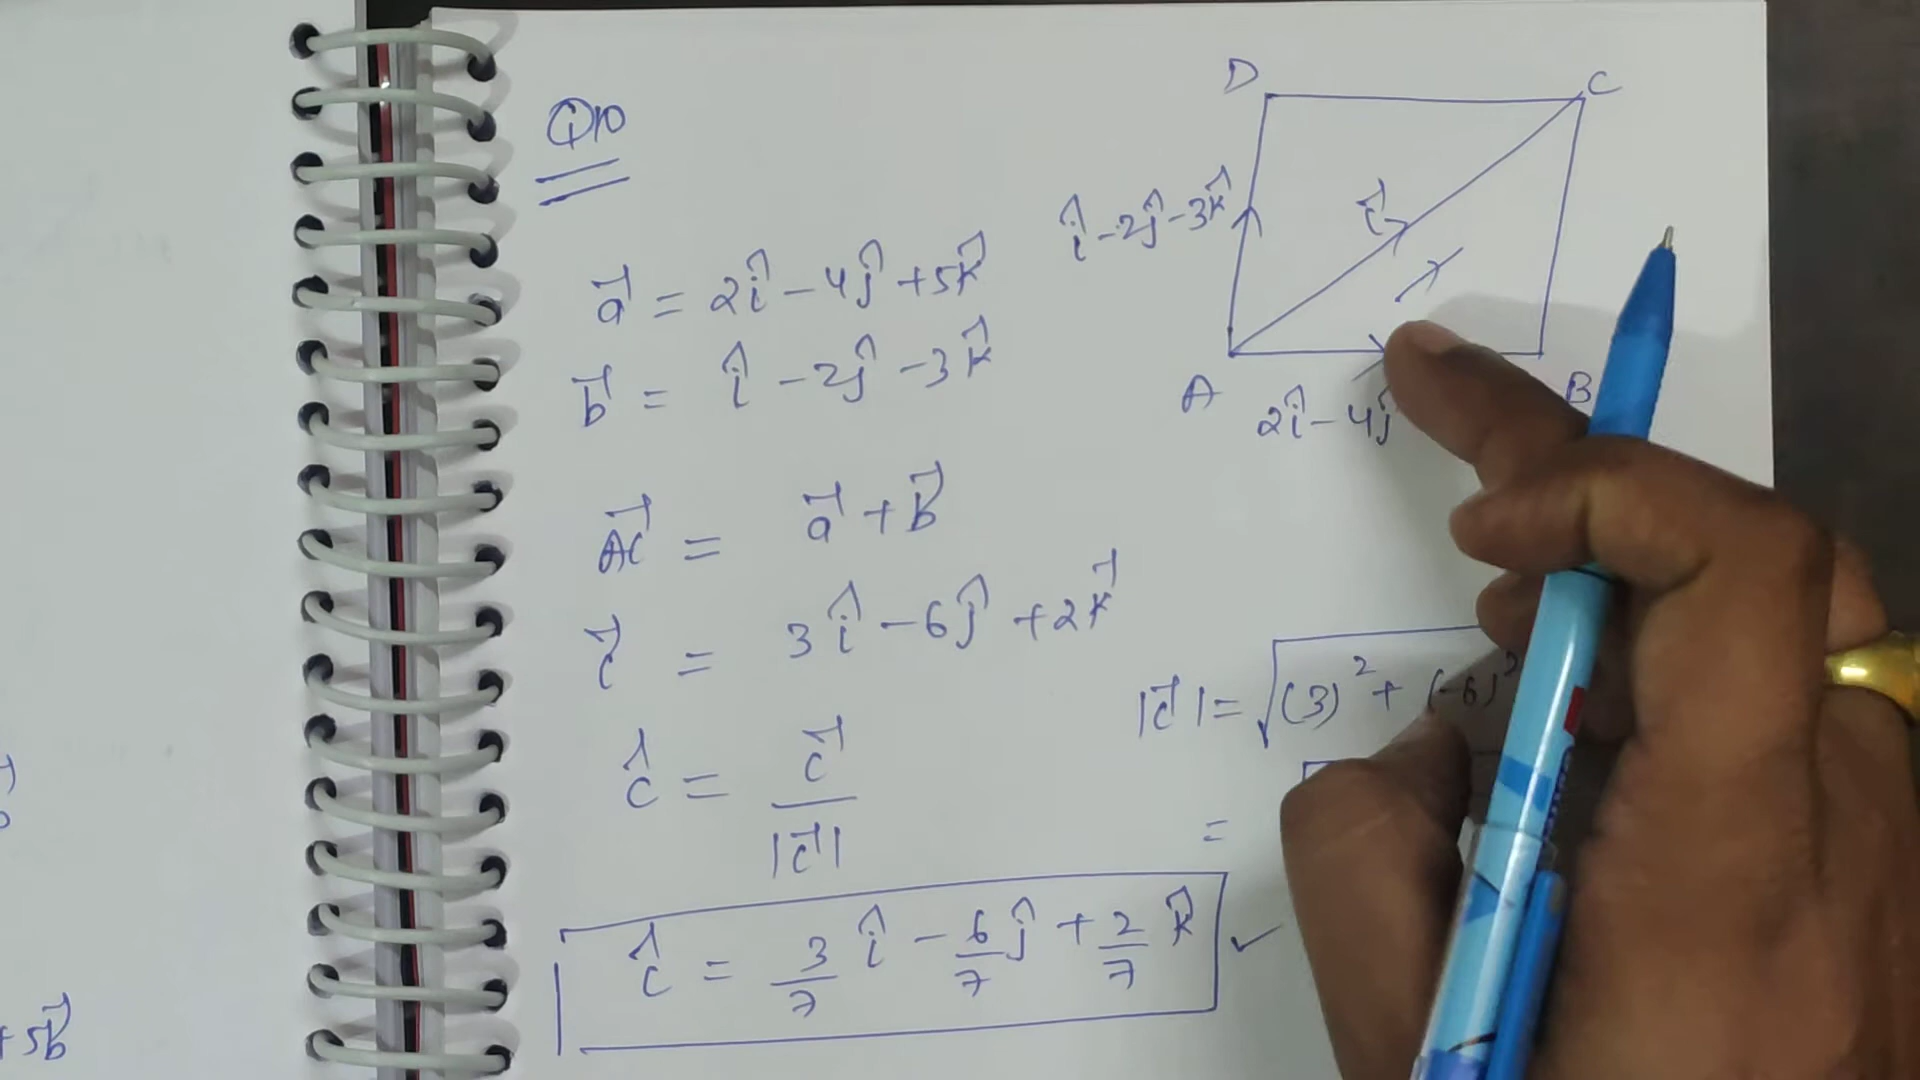 Q10
a⃗ = 2î - 4ĵ + 5k̂
b⃗ = î - 2ĵ - 3k̂
AC⃗ = a⃗ + b⃗
c⃗ = 3î - 6ĵ + 2k⃗
ĉ = c⃗ / |c⃗|
ĉ = 3/7 î - 6/7 ĵ + 2/7 k̂ ✓
D C
î - 2ĵ - 3k̂
c⃗
A B
2î - 4ĵ
|c⃗| = √(3)² + (-6)²
=
+ 5b⃗